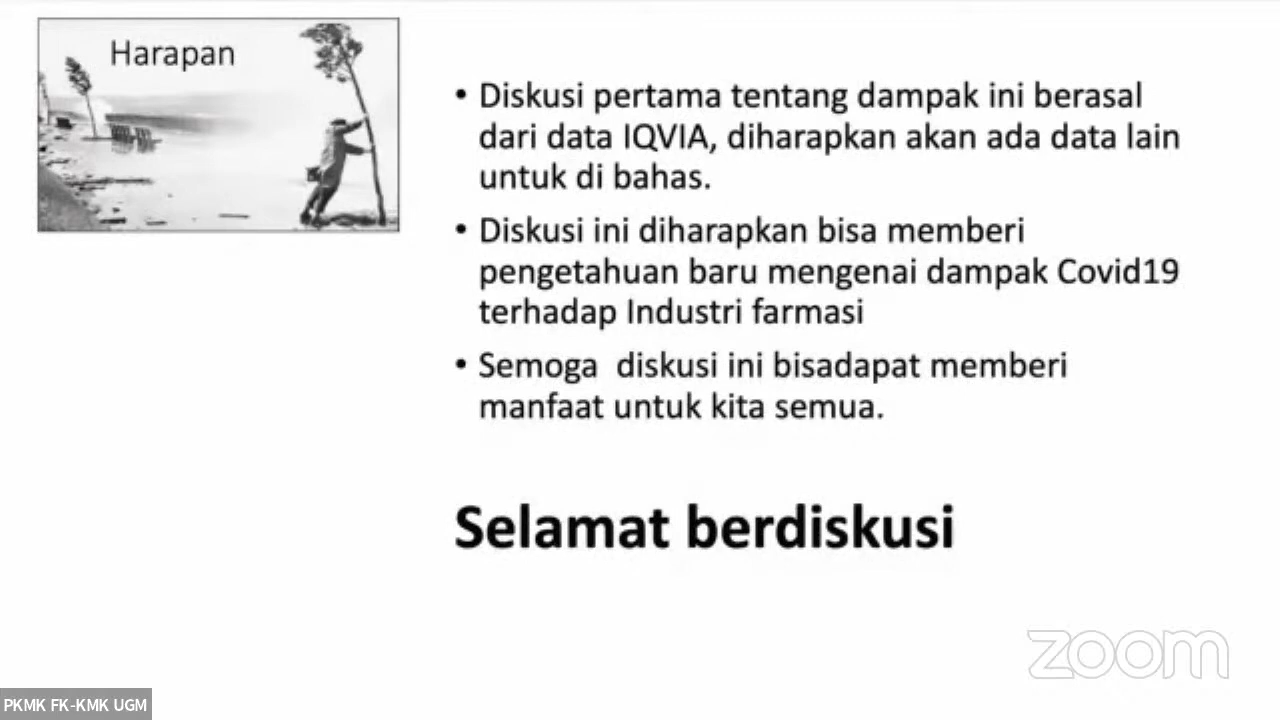 Harapan
• Diskusi pertama tentang dampak ini berasal
dari data IQVIA, diharapkan akan ada data lain
untuk di bahas.
• Diskusi ini diharapkan bisa memberi
pengetahuan baru mengenai dampak Covid19
terhadap Industri farmasi
• Semoga  diskusi ini bisadapat memberi
manfaat untuk kita semua.
Selamat berdiskusi
zoom
PKMK FK-KMK UGM